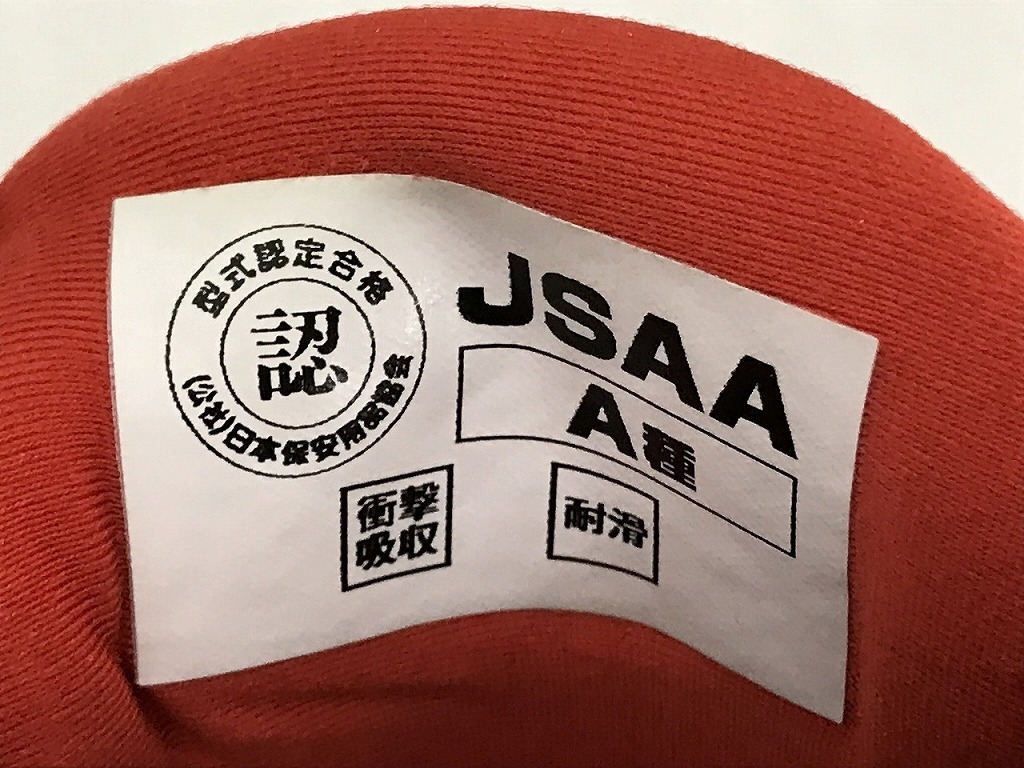 型式認定合格
認
(公社)日本保安用品協会
JSAA
A種
衝撃
吸収
耐滑